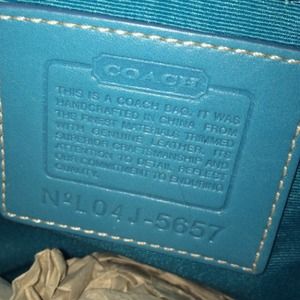 COACH
THIS IS A COACH BAG. IT WAS
HANDCRAFTED IN CHINA FROM
THE FINEST MATERIALS. TRIMMED
WITH GENUINE LEATHER, ITS
SUPERIOR CRAFTSMANSHIP AND
ATTENTION TO DETAIL REFLECT
OUR COMMITMENT TO ENDURING
QUALITY.
Nº L04J-5657